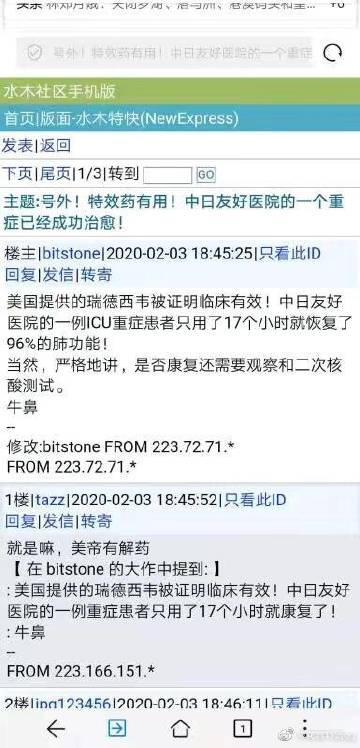 号外！特效药有用！中日友好医院的一个重症
水木社区手机版
首页|版面-水木特快(NewExpress)
发表|返回
下页|尾页|1/3|转到 GO
主题:号外！特效药有用！中日友好医院的一个重
症已经成功治愈！
楼主|bitstone|2020-02-03 18:45:25|只看此ID
回复|发信|转寄
美国提供的瑞德西韦被证明临床有效！中日友好
医院的一例ICU重症患者只用了17个小时就恢复了
96%的肺功能！
当然，严格地讲，是否康复还需要观察和二次核
酸测试。
牛鼻
--
修改:bitstone FROM 223.72.71.*
FROM 223.72.71.*
1楼|tazz|2020-02-03 18:45:52|只看此ID
回复|发信|转寄
就是嘛，美帝有解药
【 在 bitstone 的大作中提到: 】
: 美国提供的瑞德西韦被证明临床有效！中日友好
医院的一例重症患者只用了17个小时就康复了！
: 牛鼻
--
FROM 223.166.151.*
2楼|jpg123456|2020-02-03 18:46:11|只看此ID
1